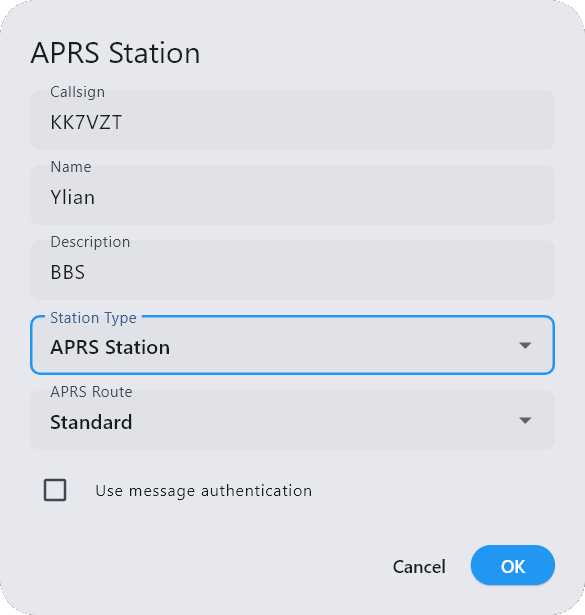 APRS Station
Callsign
KK7VZT
Name
Ylian
Description
BBS
Station Type
APRS Station
APRS Route
Standard
Use message authentication
Cancel
OK